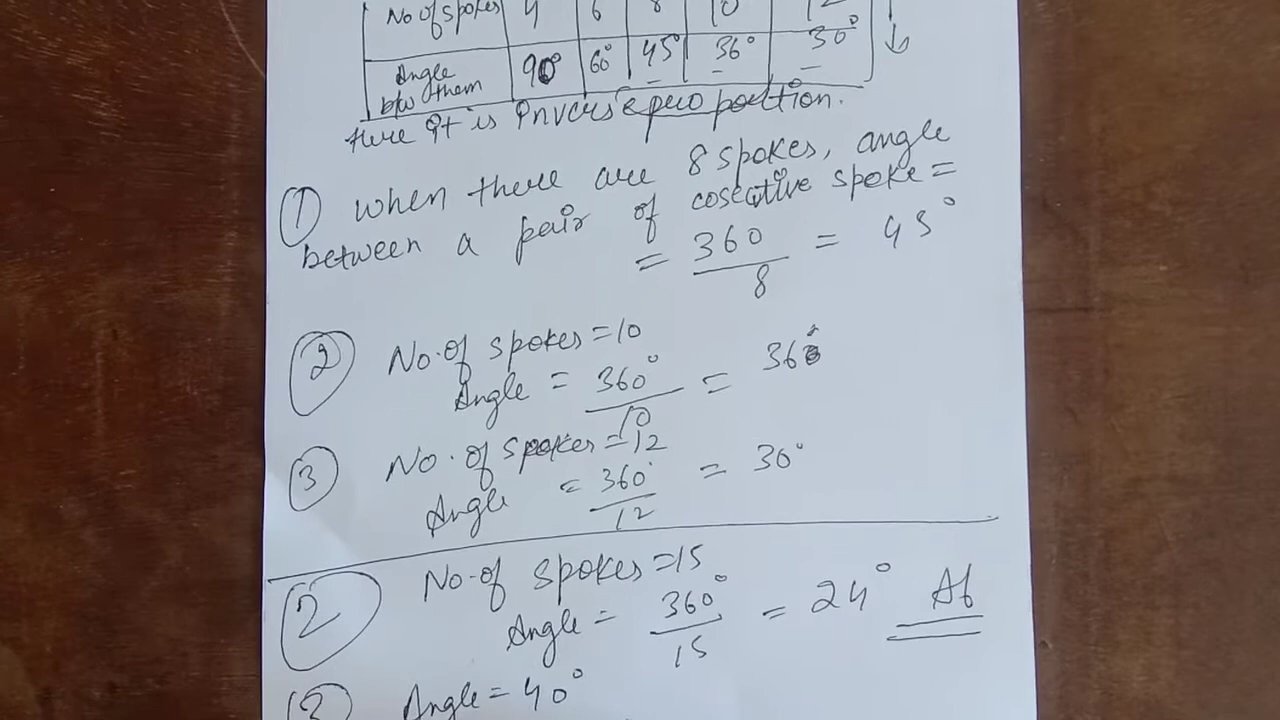 No of spokes 4 6 8 10 12
Angle b/w them 90° 60° 45° 36° 30°
Here it is inverse proportion.
① when there are 8 spokes, angle
between a pair of cosecutive spoke =
= 360/8 = 45°
② No. of spokes = 10
Angle = 360°/10 = 36°
③ No. of spokes = 12
Angle = 360°/12 = 30°
② No. of spokes = 15
Angle = 360°/15 = 24°
Angle = 40°